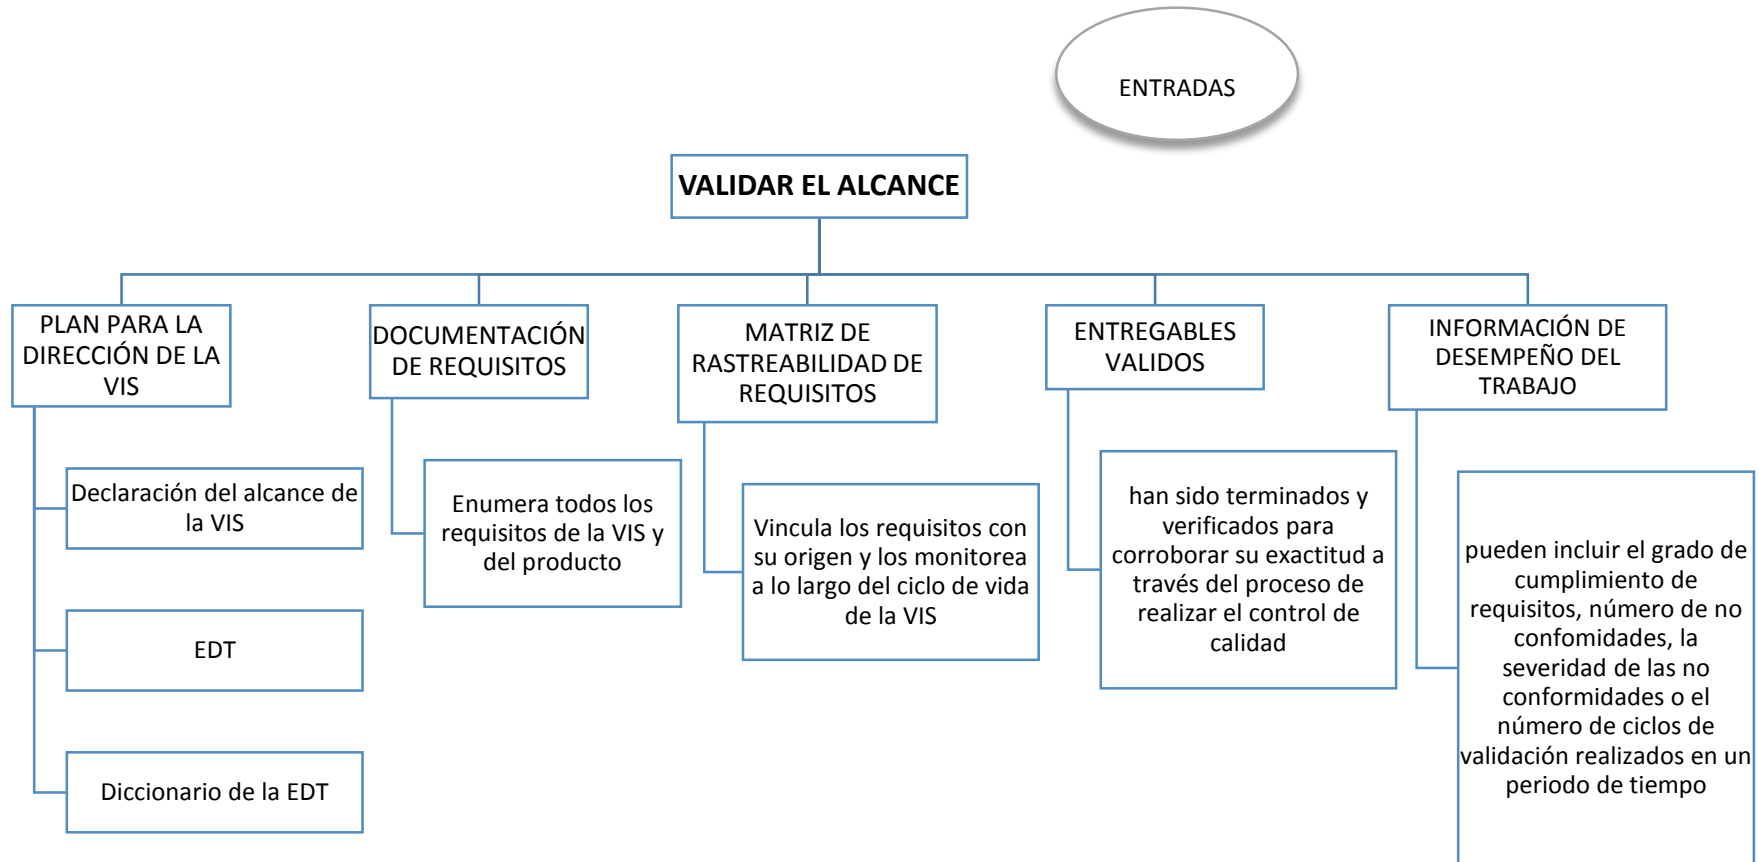 ENTRADAS
VALIDAR EL ALCANCE
PLAN PARA LA
DIRECCIÓN DE LA
VIS
Declaración del alcance de
la VIS
EDT
Diccionario de la EDT
DOCUMENTACIÓN
DE REQUISITOS
Enumera todos los
requisitos de la VIS y
del producto
MATRIZ DE
RASTREABILIDAD DE
REQUISITOS
Vincula los requisitos con
su origen y los monitorea
a lo largo del ciclo de vida
de la VIS
ENTREGABLES
VALIDOS
han sido terminados y
verificados para
corroborar su exactitud a
través del proceso de
realizar el control de
calidad
INFORMACIÓN DE
DESEMPEÑO DEL
TRABAJO
pueden incluir el grado de
cumplimiento de
requisitos, número de no
confomidades, la
severidad de las no
conformidades o el
número de ciclos de
validación realizados en un
periodo de tiempo